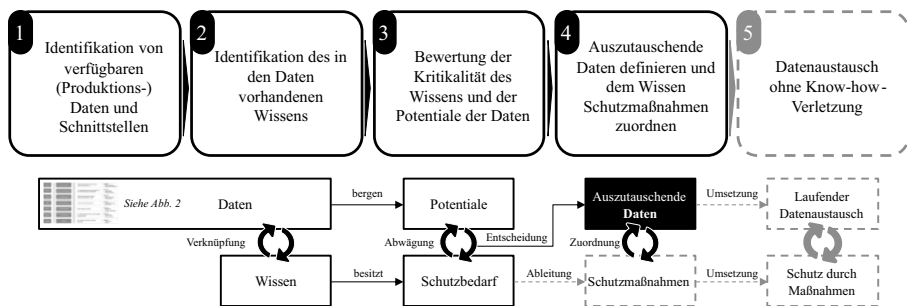 1
Identifikation von
verfügbaren
(Produktions-)
Daten und
Schnittstellen
2
Identifikation des in
den Daten
vorhandenen
Wissens
3
Bewertung der
Kritikalität des
Wissens und der
Potentiale der Daten
4
Auszutauschende
Daten definieren und
dem Wissen
Schutzmaßnahmen
zuordnen
5
Datenaustausch
ohne Know-how-
Verletzung
Siehe Abb. 2
Daten
bergen
Potentiale
Auszutauschende
Daten
Umsetzung
Laufender
Datenaustausch
Verknüpfung
Abwägung
Entscheidung
Zuordnung
Wissen
besitzt
Schutzbedarf
Ableitung
Schutzmaßnahmen
Umsetzung
Schutz durch
Maßnahmen